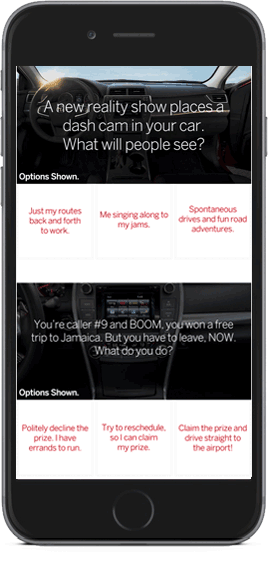 A new reality show places a
dash cam in your car.
What will people see?
Options Shown.
Just my routes
back and forth
to work.
Me singing along to
my jams.
Spontaneous
drives and fun road
adventures.
You're caller #9 and BOOM, you won a free
trip to Jamaica. But you have to leave, NOW.
What do you do?
Options Shown.
Politely decline the
prize. I have
errands to run.
Try to reschedule,
so I can claim
my prize.
Claim the prize and
drive straight to
the airport!